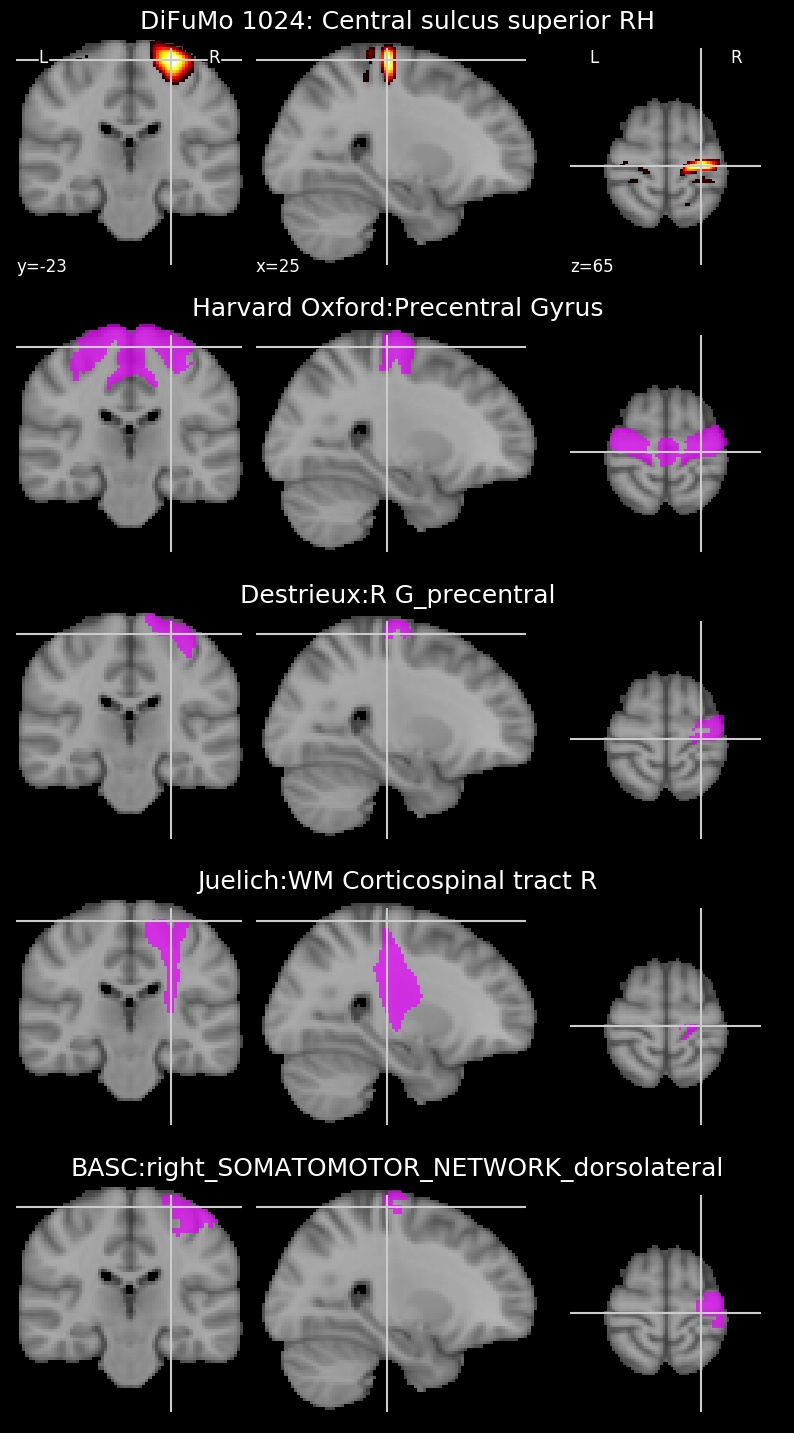 DiFuMo 1024: Central sulcus superior RH
L R L R
y=-23 x=25 z=65
Harvard Oxford:Precentral Gyrus
Destrieux:R G_precentral
Juelich:WM Corticospinal tract R
BASC:right_SOMATOMOTOR_NETWORK_dorsolateral